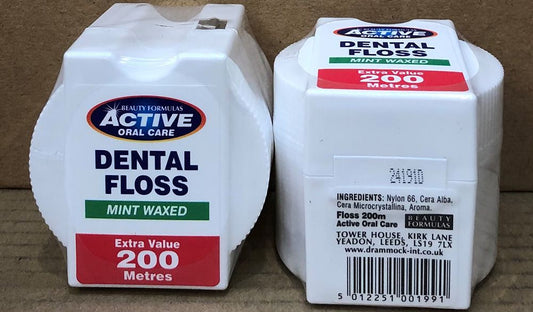 BEAUTY FORMULAS
ACTIVE
ORAL CARE
DENTAL
FLOSS
MINT WAXED
Extra Value
200
Metres
ACTIVE
ORAL CARE
DENTAL
FLOSS
MINT WAXED
Extra Value
200
Metres
24191D
INGREDIENTS: Nylon 66, Cera Alba,
Cera Microcrystallina, Aroma.
Floss 200m
Active Oral Care
BEAUTY
FORMULAS
TOWER HOUSE, KIRK LANE
YEADON, LEEDS, LS19 7LX
www.drammock-int.co.uk
5 012251 001991